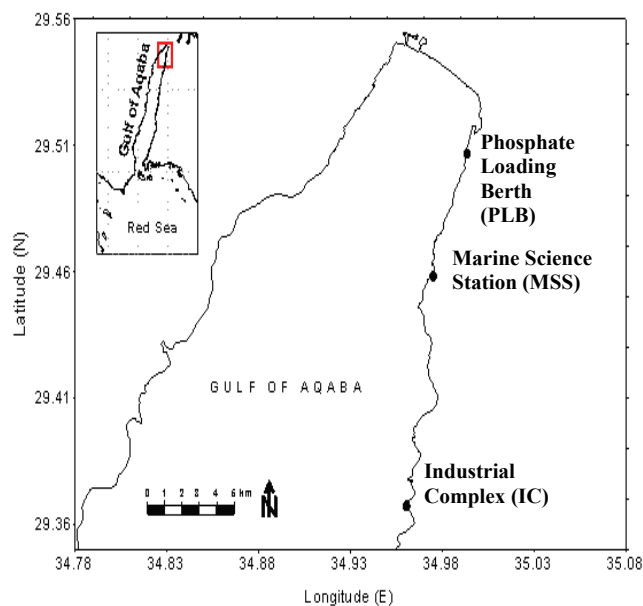 29.56
29.51
29.46
29.41
29.36
Latitude (N)
Gulf of Aqaba
Red Sea
Phosphate
Loading
Berth
(PLB)
Marine Science
Station (MSS)
GULF OF AQABA
Industrial
Complex (IC)
0 1 2 3 4 5 km
N
34.78 34.83 34.88 34.93 34.98 35.03 35.08
Longitude (E)